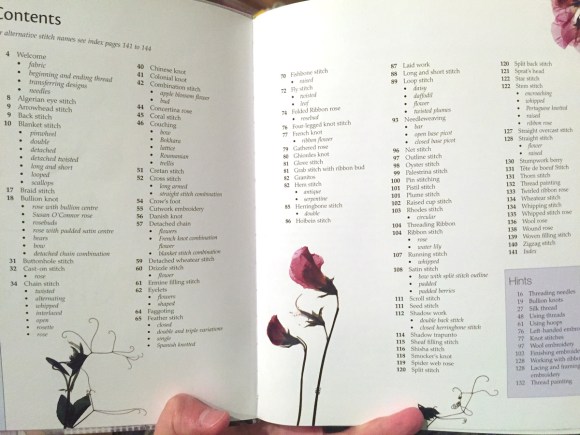 Contents
alternative stitch names see index pages 141 to 144
4 Welcome
• fabric
• beginning and ending thread
• transferring designs
• needles
8 Algerian eye stitch
9 Arrowhead stitch
9 Back stitch
10 Blanket stitch
• pinwheel
• double
• detached
• detached twisted
• long and short
• looped
• scallops
17 Braid stitch
18 Bullion knot
• rose with bullion centre
• Susan O'Connor rose
• rosebuds
• rose with padded satin centre
• bears
• bow
• detached chain combination
31 Buttonhole stitch
32 Cast-on stitch
• rose
34 Chain stitch
• twisted
• alternating
• whipped
• interlaced
• open
• rosette
• rose
40 Chinese knot
41 Colonial knot
42 Combination stitch
• apple blossom flower
• bud
44 Concertina rose
45 Coral stitch
46 Couching
• bow
• Bokhara
• lattice
• Roumanian
• trellis
51 Cretan stitch
52 Cross stitch
• long armed
• straight stitch combination
54 Crow's foot
55 Cutwork embroidery
56 Danish knot
57 Detached chain
• flowers
• French knot combination
flower
• blanket stitch combination
59 Detached wheatear stitch
60 Drizzle stitch
• flower
61 Ermine filling stitch
62 Eyelets
• flowers
• shaped
64 Faggoting
65 Feather stitch
• closed
• double and triple variations
• single
• Spanish knotted
70 Fishbone stitch
• raised
72 Fly stitch
• twisted
• leaf
74 Folded Ribbon rose
• rosebud
76 Four-legged knot stitch
77 French knot
• ribbon flower
79 Gathered rose
80 Ghiordes knot
81 Glove stitch
81 Grab stitch with ribbon bud
82 Granitos
82 Hem stitch
• antique
• serpentine
85 Herringbone stitch
• double
86 Holbein stitch
87 Laid work
88 Long and short stitch
89 Loop stitch
• daisy
• daffodil
• flower
• twisted plumes
93 Needleweaving
• bar
• open base pivot
• closed base pivot
96 Net stitch
97 Outline stitch
98 Oyster stitch
99 Palestrina stitch
100 Pin stitching
101 Pistil stitch
101 Plume stitch
102 Raised cup stitch
103 Rhodes stitch
• circular
104 Threading Ribbon
104 Ribbon stitch
• rose
• water lily
107 Running stitch
• whipped
108 Satin stitch
• bow with split stitch outline
• padded
• padded berries
111 Scroll stitch
111 Seed stitch
112 Shadow work
• double back stitch
• closed herringbone stitch
114 Shadow trapunto
115 Sheaf filling stitch
116 Shisha stitch
118 Smocker's knot
119 Spider web rose
120 Split stitch
120 Split back stitch
121 Sprat's head
122 Star stitch
122 Stem stitch
• encroaching
• whipped
• Portuguese knotted
• raised
• ribbon rose
127 Straight overcast stitch
128 Straight stitch
• flower
• raised
130 Stumpwork berry
131 Tête de boeuf Stitch
131 Thorn stitch
132 Thread painting
133 Twisted ribbon rose
134 Wheatear stitch
134 Whipping stitch
135 Whipped stitch rose
136 Wool rose
138 Wound rose
139 Woven filling stitch
140 Zigzag stitch
141 Index
Hints
16 Threading needles
19 Bullion knots
27 Silk thread
48 Using threads
61 Using hoops
76 Left-handed
77 Knot stitches
97 Wool embroidery
103 Finishing
128 Working with
128 Lacing and framing
embroidery
132 Thread painting